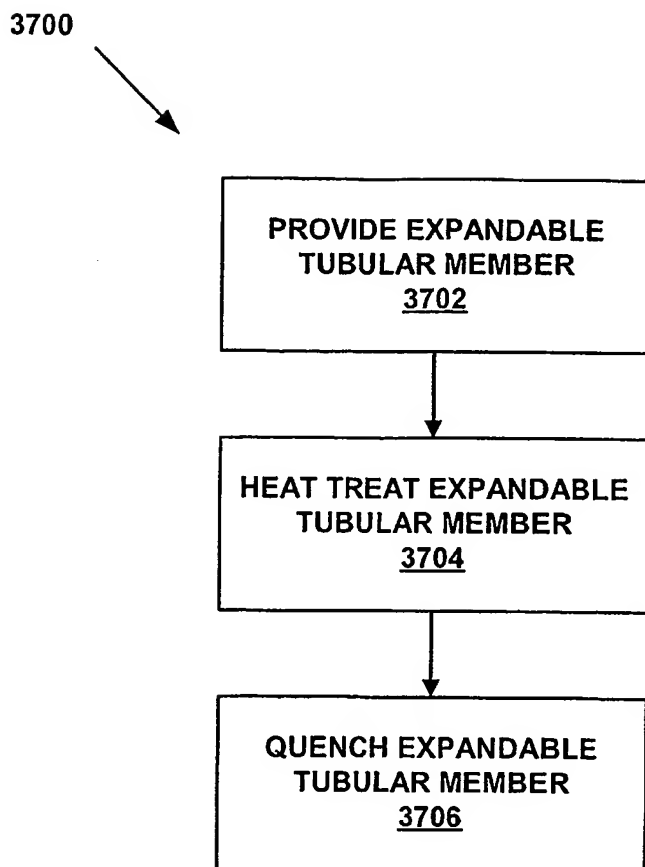 3700
PROVIDE EXPANDABLE
TUBULAR MEMBER
3702
HEAT TREAT EXPANDABLE
TUBULAR MEMBER
3704
QUENCH EXPANDABLE
TUBULAR MEMBER
3706